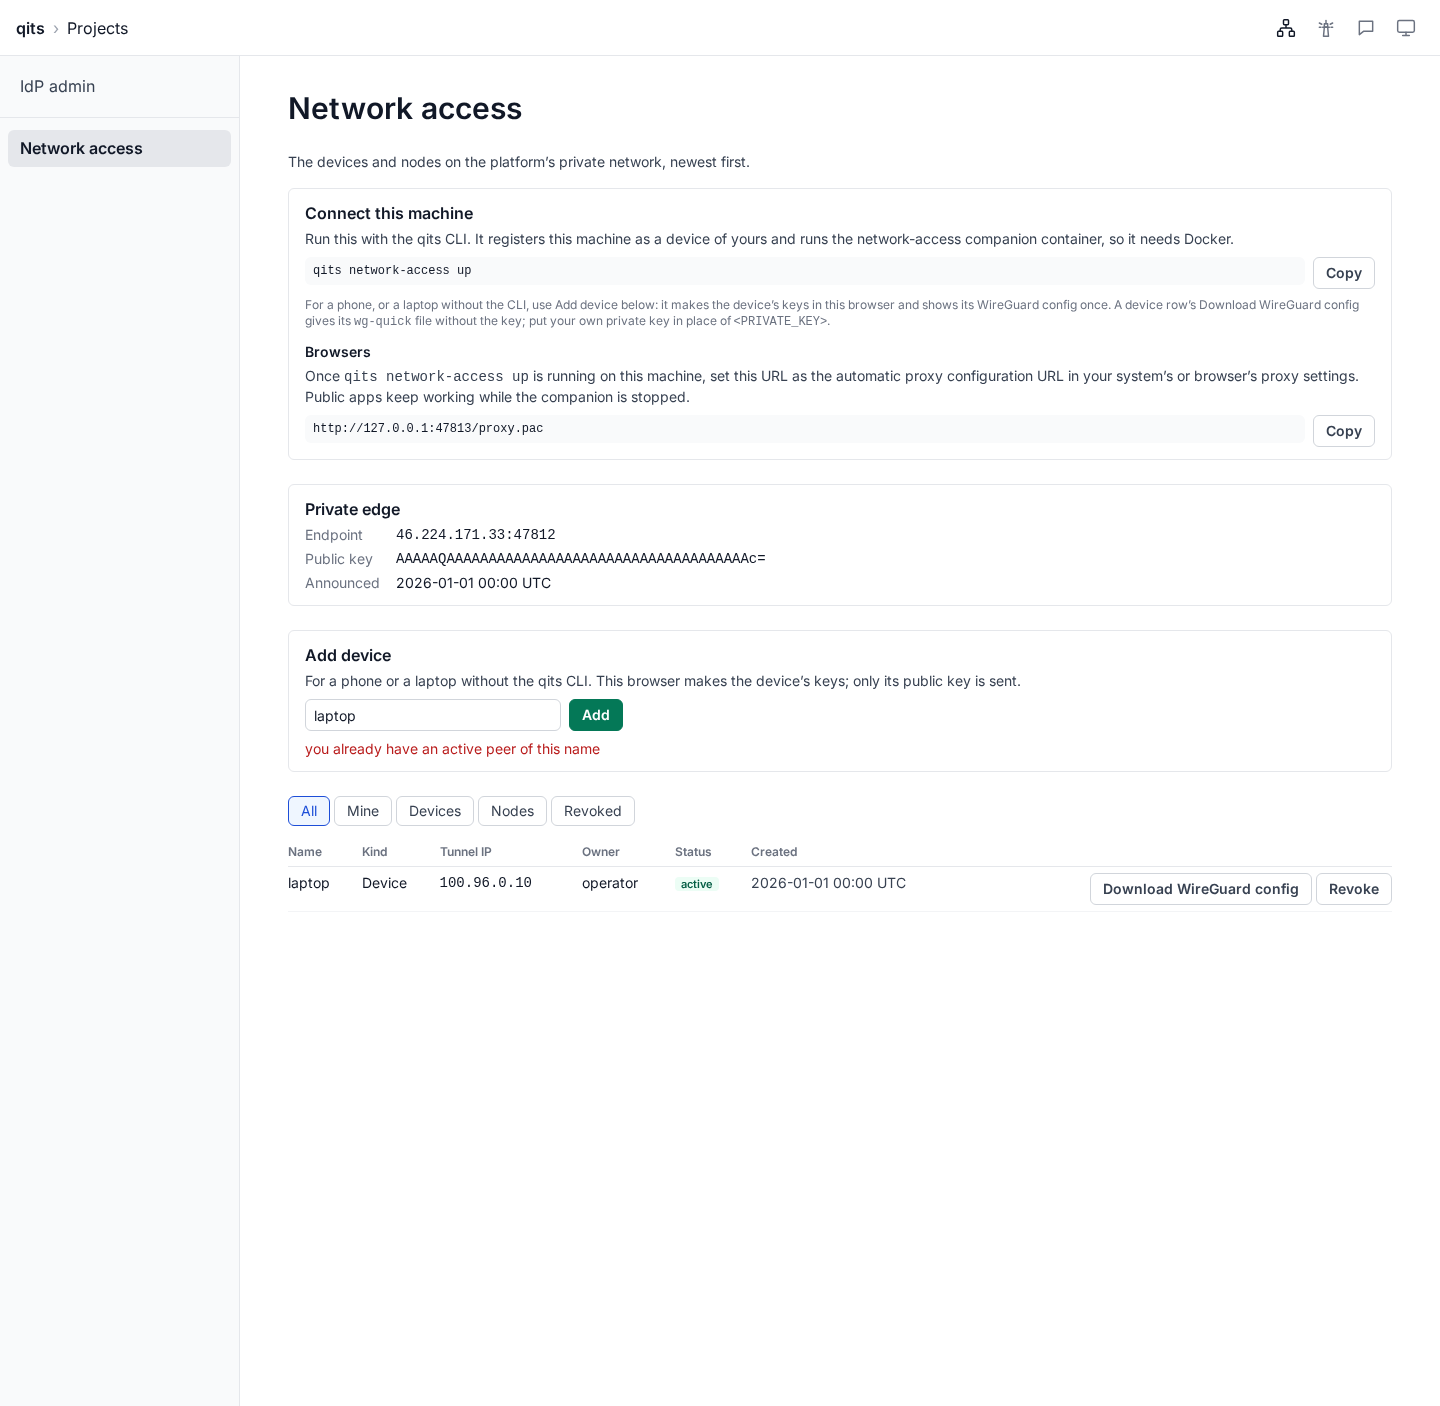 qits › Projects
IdP admin
Network access
Network access
The devices and nodes on the platform’s private network, newest first.
Connect this machine
Run this with the qits CLI. It registers this machine as a device of yours and runs the network-access companion container, so it needs Docker.
qits network-access up
Copy
For a phone, or a laptop without the CLI, use Add device below: it makes the device’s keys in this browser and shows its WireGuard config once. A device row’s Download WireGuard config
gives its wg-quick file without the key; put your own private key in place of <PRIVATE_KEY>.
Browsers
Once qits network-access up is running on this machine, set this URL as the automatic proxy configuration URL in your system’s or browser’s proxy settings.
Public apps keep working while the companion is stopped.
http://127.0.0.1:47813/proxy.pac
Copy
Private edge
Endpoint 46.224.171.33:47812
Public key AAAAAQAAAAAAAAAAAAAAAAAAAAAAAAAAAAAAAAAAAAc=
Announced 2026-01-01 00:00 UTC
Add device
For a phone or a laptop without the qits CLI. This browser makes the device’s keys; only its public key is sent.
laptop Add
you already have an active peer of this name
All Mine Devices Nodes Revoked
Name Kind Tunnel IP Owner Status Created
laptop Device 100.96.0.10 operator active 2026-01-01 00:00 UTC Download WireGuard config Revoke